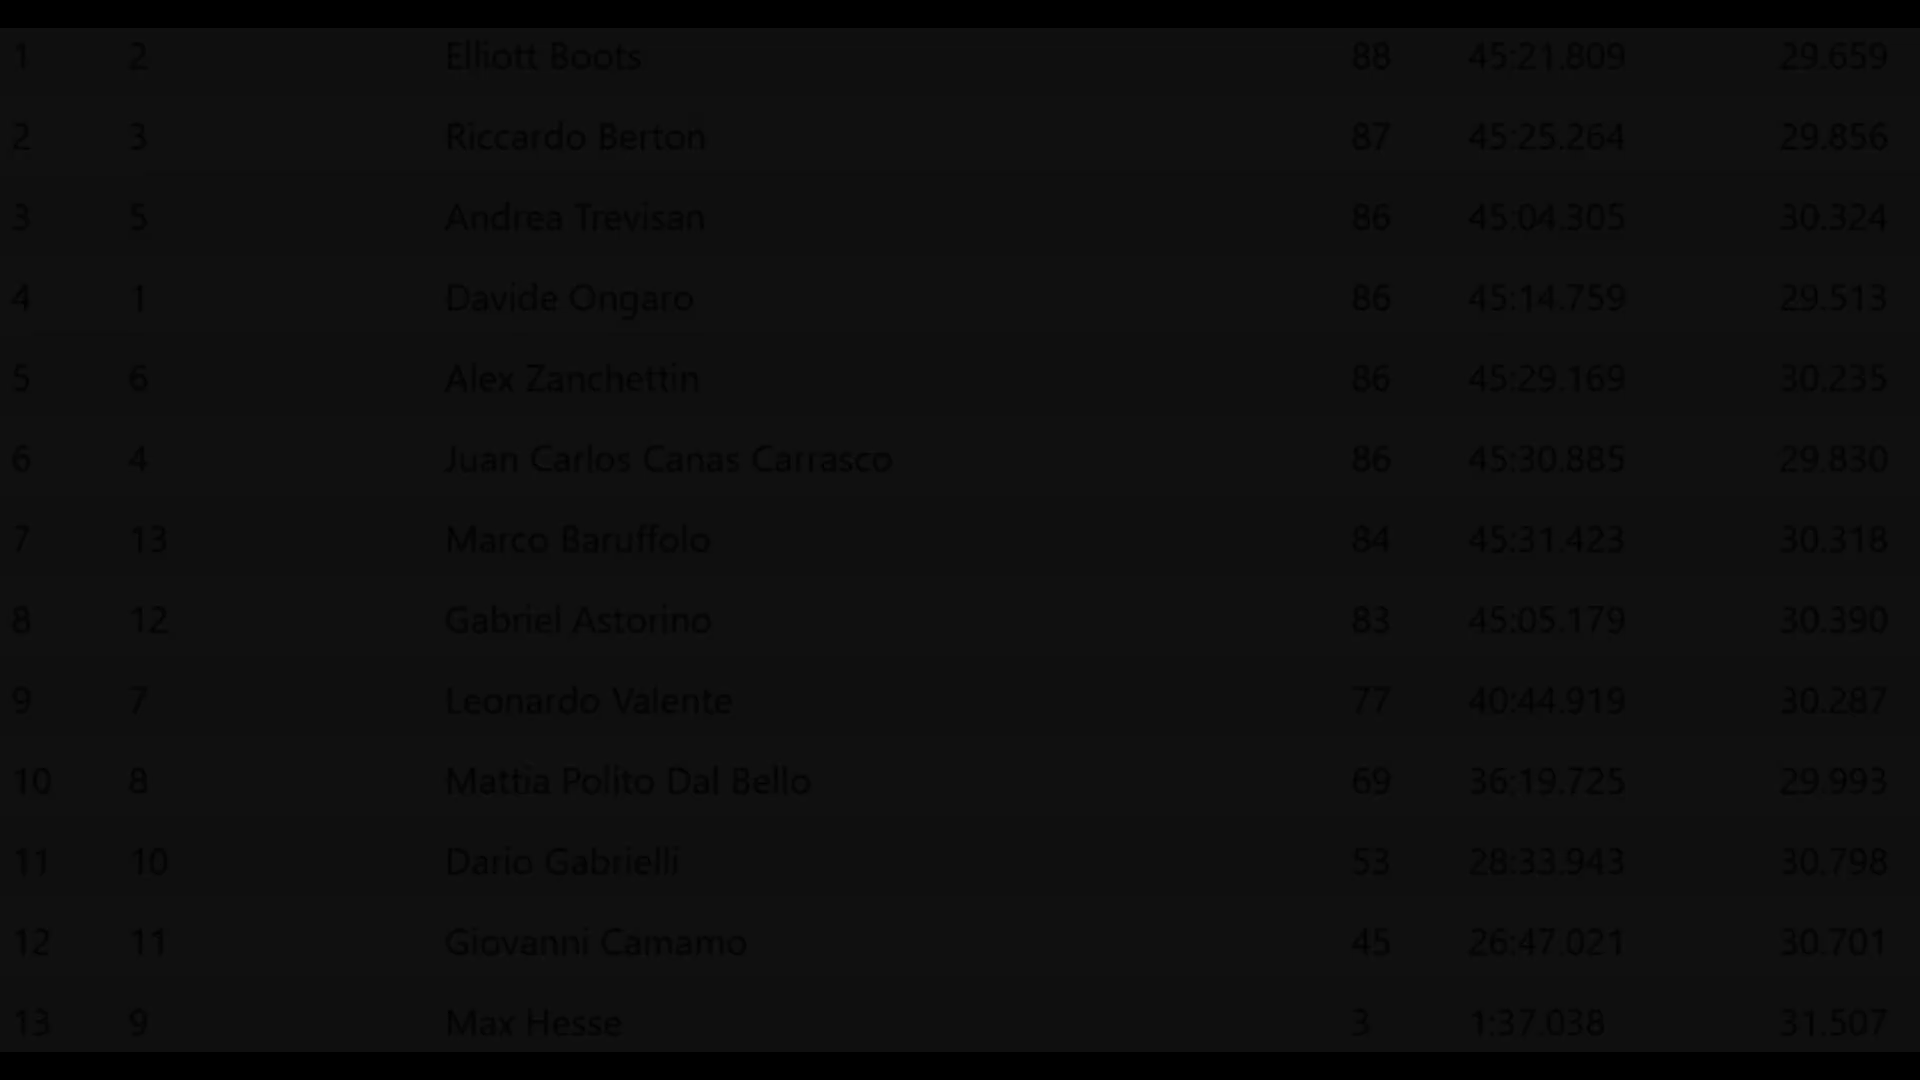 1 2 Elliott Boots 88 45:21.809 29.659
2 3 Riccardo Berton 87 45:25.264 29.856
3 5 Andrea Trevisan 86 45:04.305 30.324
4 1 Davide Ongaro 86 45:14.759 29.513
5 6 Alex Zanchettin 86 45:29.169 30.235
6 4 Juan Carlos Canas Carrasco 86 45:30.885 29.830
7 13 Marco Baruffolo 84 45:31.423 30.318
8 12 Gabriel Astorino 83 45:05.179 30.390
9 7 Leonardo Valente 77 40:44.919 30.287
10 8 Mattia Polito Dal Bello 69 36:19.725 29.993
11 10 Dario Gabrielli 53 28:33.943 30.798
12 11 Giovanni Camamo 45 26:47.021 30.701
13 9 Max Hesse 3 1:37.038 31.507